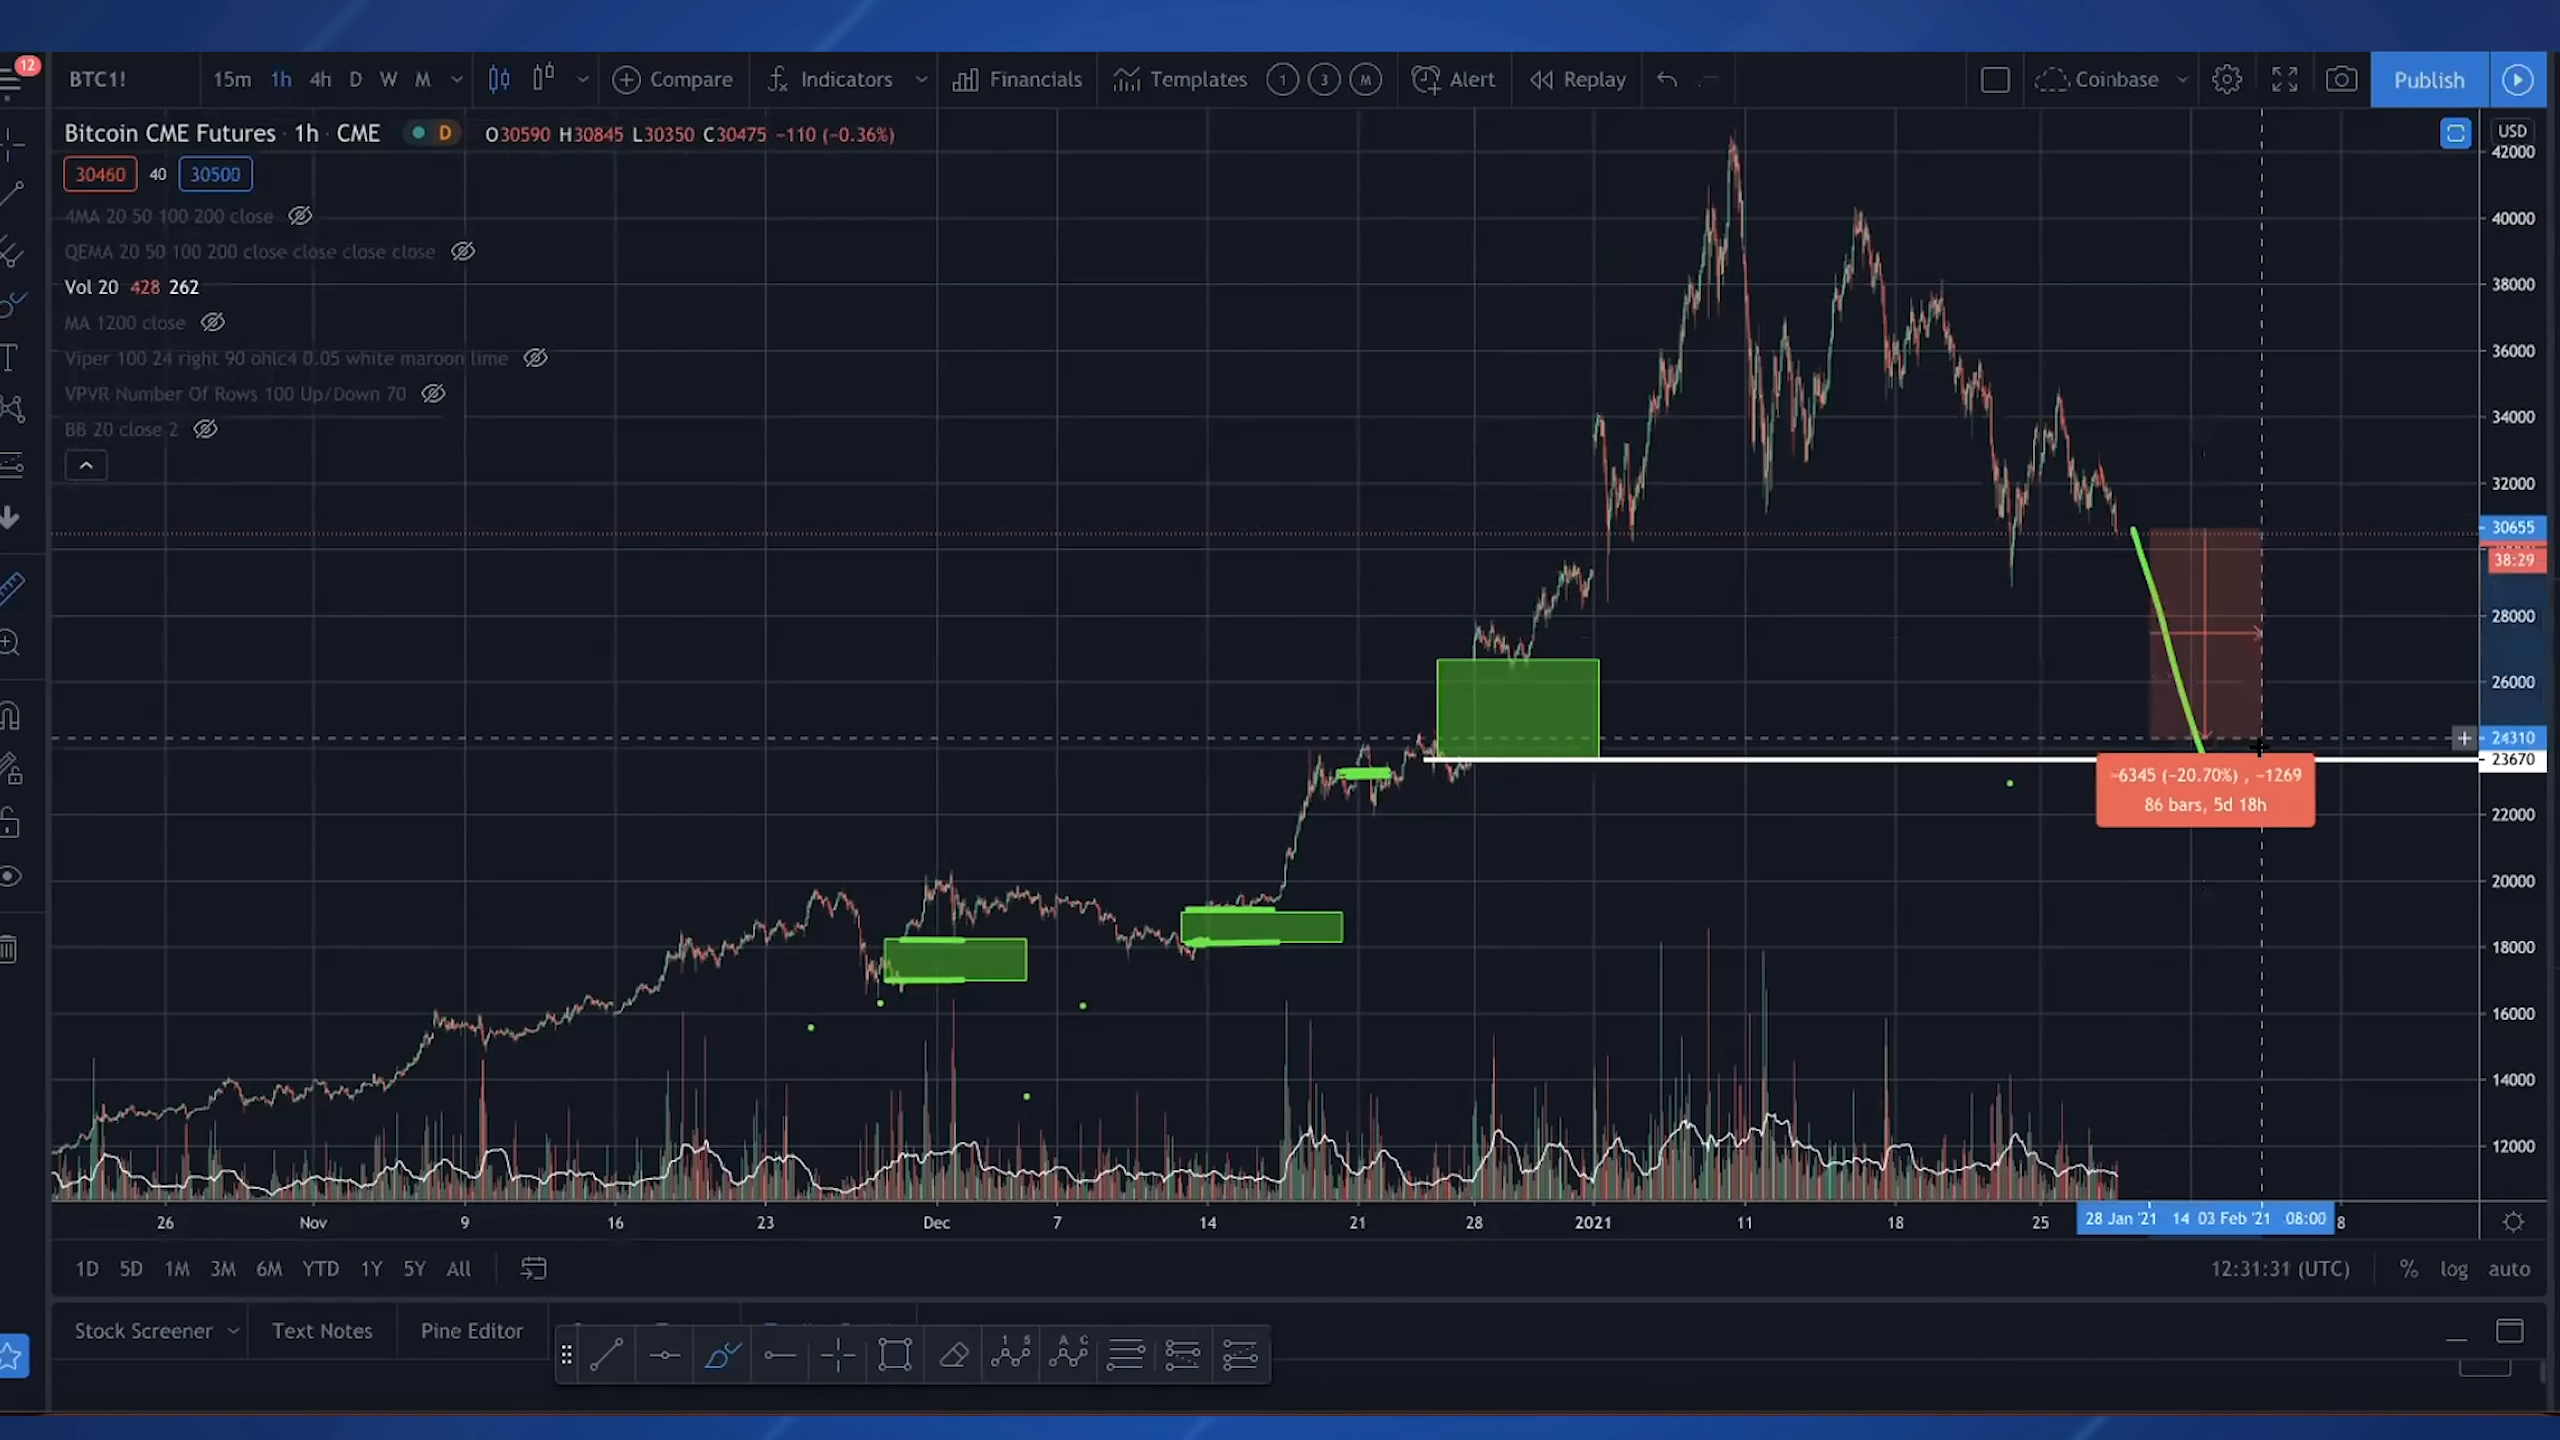 12
BTC1!
15m 1h 4h D W M
Compare
Indicators
Financials
Templates
1 3 M
Alert
Replay
Coinbase
Publish
Bitcoin CME Futures · 1h · CME
D
O30590 H30845 L30350 C30475 −110 (−0.36%)
USD
30460 40 30500
4MA 20 50 100 200 close
QEMA 20 50 100 200 close close close close
Vol 20 428 262
MA 1200 close
Viper 100 24 right 90 ohlc4 0.05 white maroon lime
VPVR Number Of Rows 100 Up/Down 70
BB 20 close 2
42000
40000
38000
36000
34000
32000
30655
38:29
28000
26000
24310
23670
22000
20000
18000
16000
14000
12000
−6345 (−20.70%) , −1269
86 bars, 5d 18h
26 Nov 9 16 23 Dec 7 14 21 28 2021 11 18 25 28 Jan '21 14 03 Feb '21 08:00 8
1D 5D 1M 3M 6M YTD 1Y 5Y All
12:31:31 (UTC) % log auto
Stock Screener Text Notes Pine Editor
1 5
A C